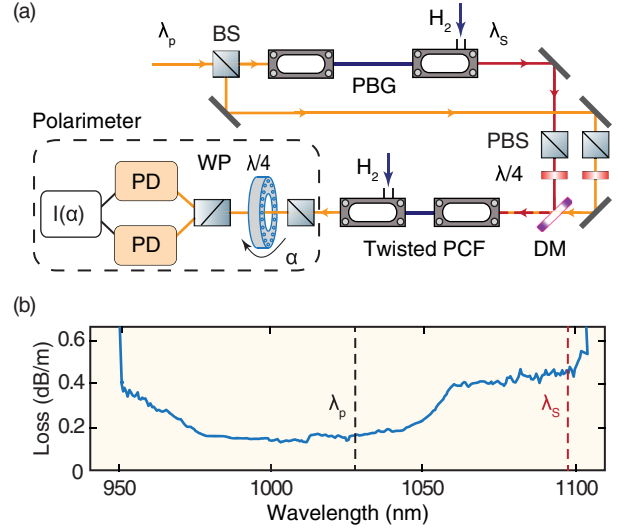 (a)
λp
BS
H2
λS
PBG
Polarimeter
PBS
WP
λ/4
λ/4
PD
I(α)
PD
H2
α
Twisted PCF
DM
(b)
Loss (dB/m)
0.6
0.4
0.2
0
λp
λS
950
1000
1050
1100
Wavelength (nm)